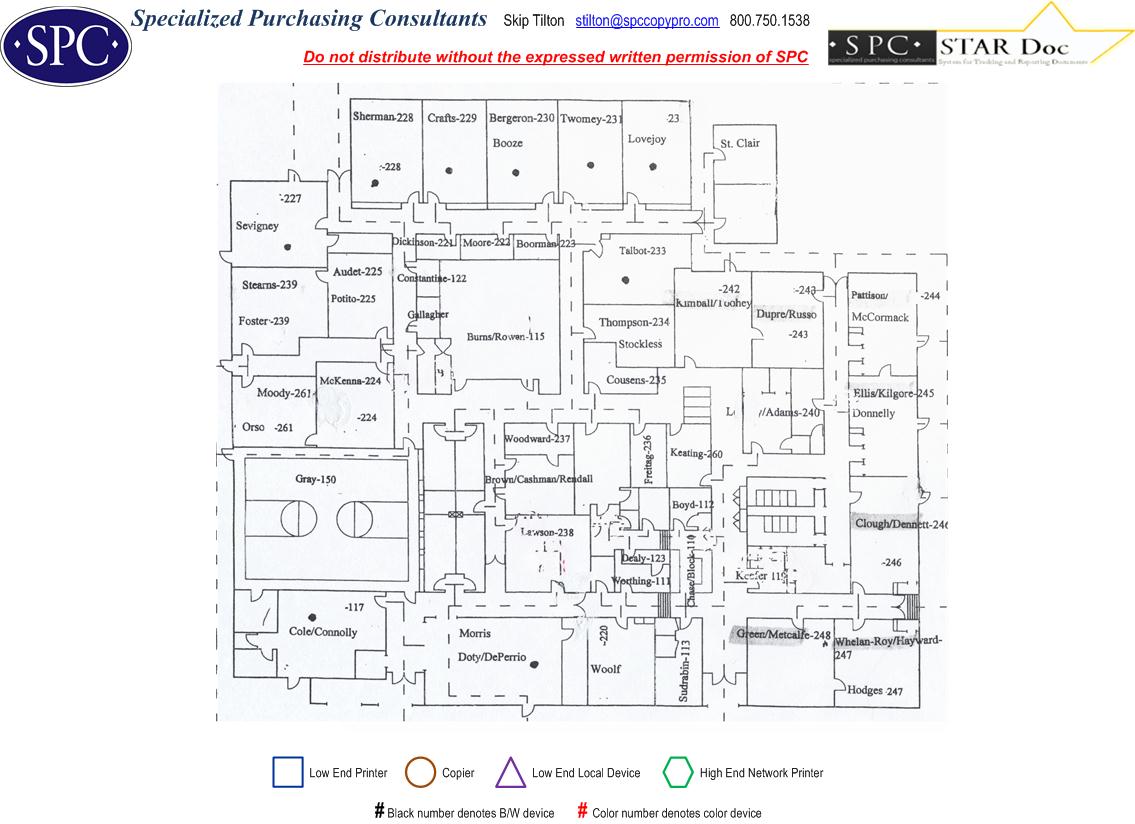 SPC
Specialized Purchasing Consultants Skip Tilton stilton@spccopypro.com 800.750.1538
Do not distribute without the expressed written permission of SPC
SPC
specialized purchasing consultants
STAR Doc
System for Tracking and Reporting Documents
Sherman-228
Crafts-229
Bergeron-230
Twomey-231
23
Booze
Lovejoy
St. Clair
-228
-227
Sevigney
Dickinson-221
Moore-222
Boorman-223
Talbot-233
Audet-225
Constantine-122
Stearns-239
Potito-225
-242
-243
Pattison/
-244
Kimball/Toohey
Gallagher
Dupre/Russo
McCormack
Foster-239
Thompson-234
Burns/Rowen-115
-243
Stockless
McKenna-224
Cousens-235
Moody-261
Ellis/Kilgore-245
-224
//Adams-240
Donnelly
Orso -261
Woodward-237
Freitag-236
Keating-260
Gray-150
Brown/Cashman/Rendall
Boyd-112
Clough/Dennett-246
Lawson-238
Chase/Block-110
Dealy-123
-246
Worthing-111
Keefer 119
-117
Cole/Connolly
Morris
-220
Green/Metcalfe-248
Whelan-Roy/Hayward-
247
Doty/DePerrio
Woolf
Sudrabin-113
Hodges 247
Low End Printer
Copier
Low End Local Device
High End Network Printer
# Black number denotes B/W device
# Color number denotes color device